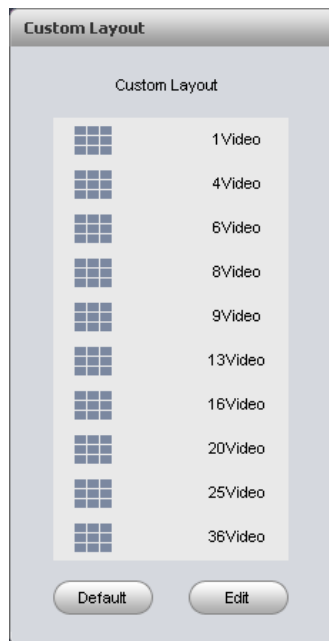 Custom Layout
Custom Layout
1Video
4Video
6Video
8Video
9Video
13Video
16Video
20Video
25Video
36Video
Default Edit